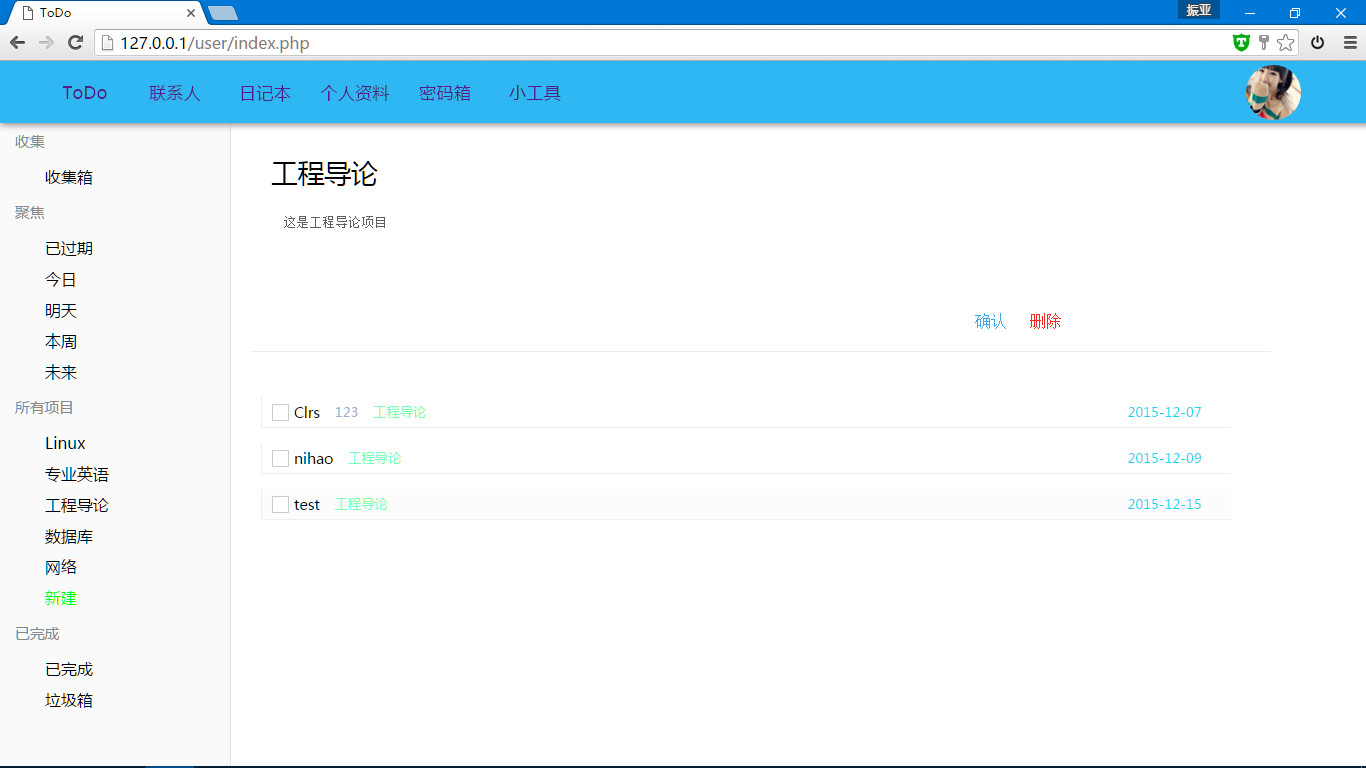 ToDo
振亚
127.0.0.1/user/index.php
ToDo 联系人 日记本 个人资料 密码箱 小工具
收集
收集箱
聚焦
已过期
今日
明天
本周
未来
所有项目
Linux
专业英语
工程导论
数据库
网络
新建
已完成
已完成
垃圾箱
工程导论
这是工程导论项目
确认 删除
Clrs 123 工程导论 2015-12-07
nihao 工程导论 2015-12-09
test 工程导论 2015-12-15